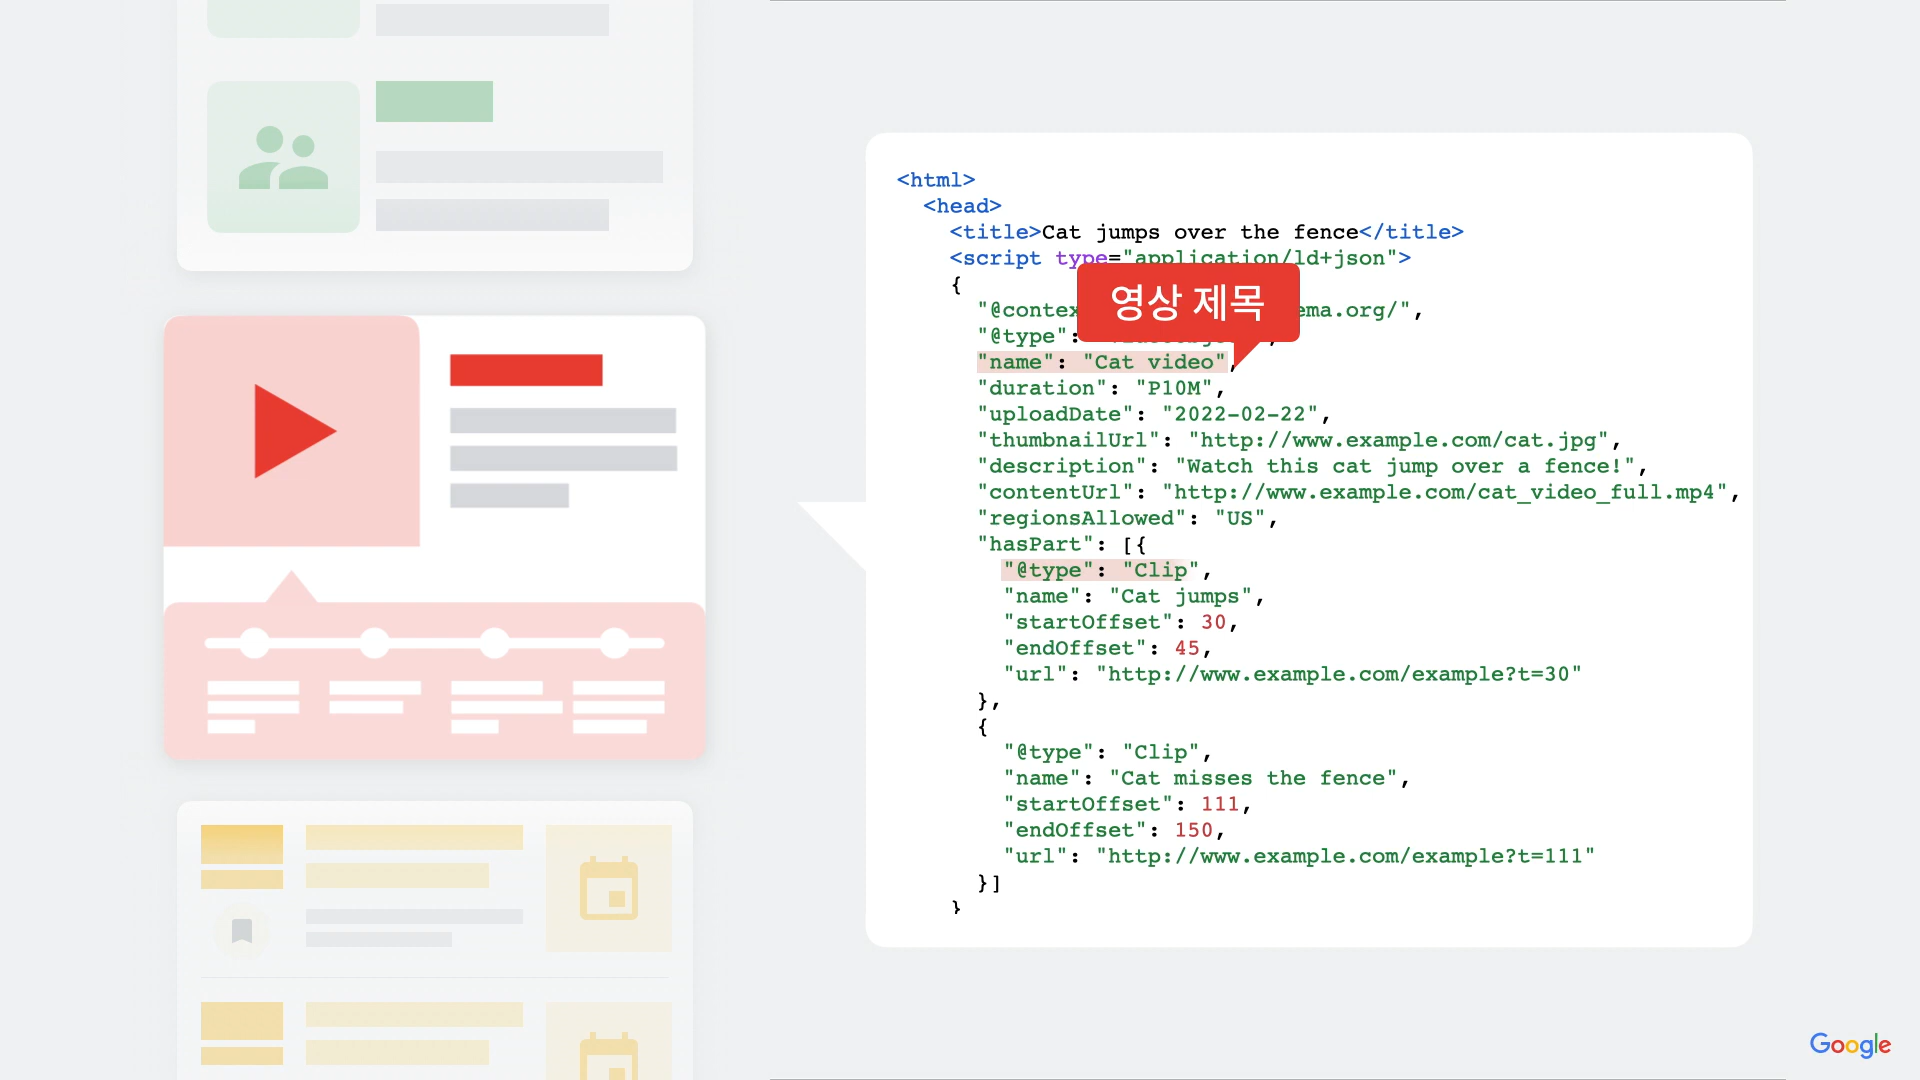 <html>
<head>
<title>Cat jumps over the fence</title>
<script type="application/ld+json">
{
영상 제목
"@contex ema.org/",
"@type":
"name": "Cat video",
"duration": "P10M",
"uploadDate": "2022-02-22",
"thumbnailUrl": "http://www.example.com/cat.jpg",
"description": "Watch this cat jump over a fence!",
"contentUrl": "http://www.example.com/cat_video_full.mp4",
"regionsAllowed": "US",
"hasPart": [{
"@type": "Clip",
"name": "Cat jumps",
"startOffset": 30,
"endOffset": 45,
"url": "http://www.example.com/example?t=30"
},
{
"@type": "Clip",
"name": "Cat misses the fence",
"startOffset": 111,
"endOffset": 150,
"url": "http://www.example.com/example?t=111"
}]
}
Google